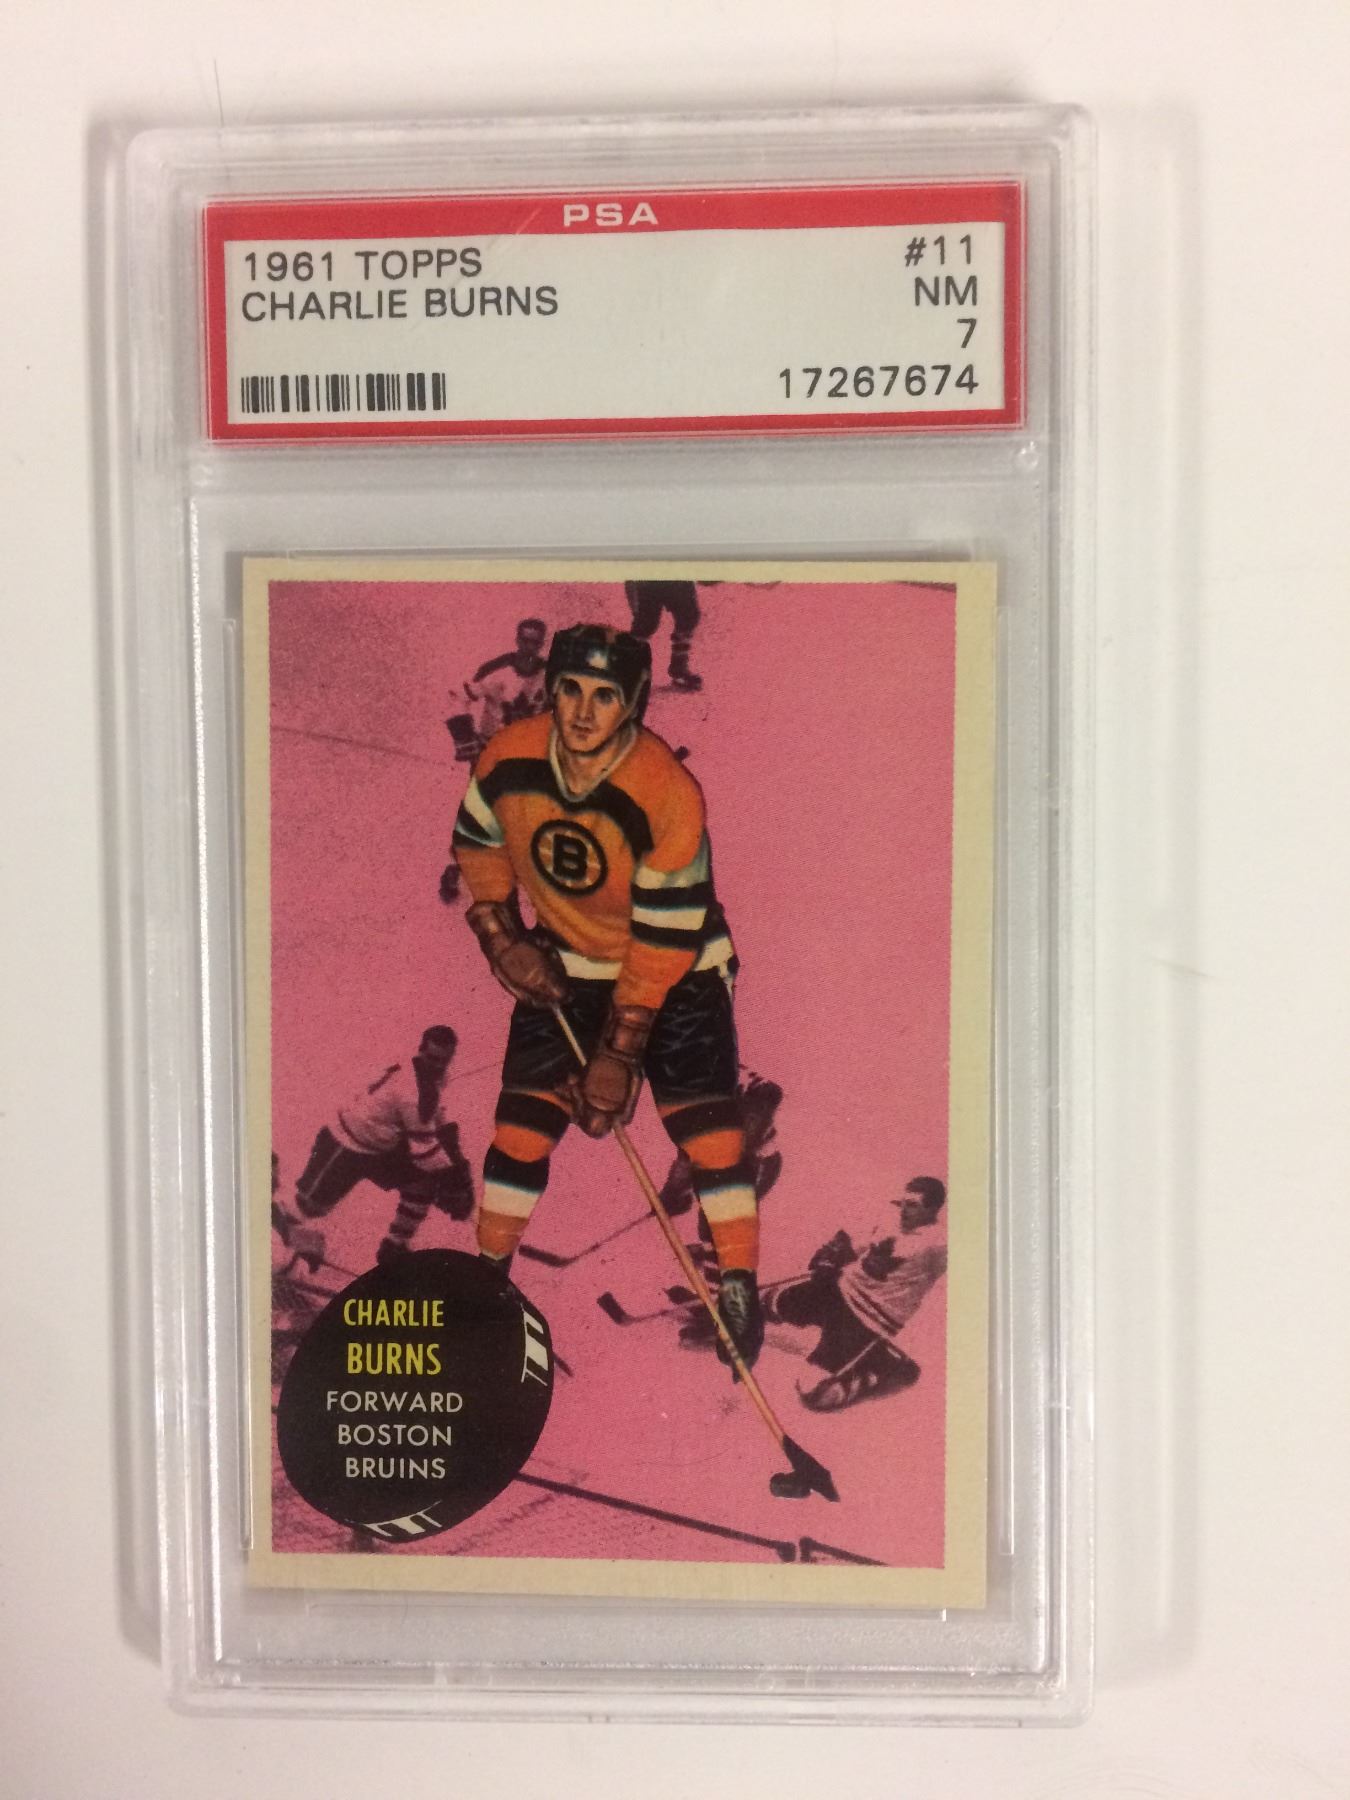 PSA
1961 TOPPS #11
CHARLIE BURNS NM
7
17267674
B
CHARLIE
BURNS
FORWARD
BOSTON
BRUINS